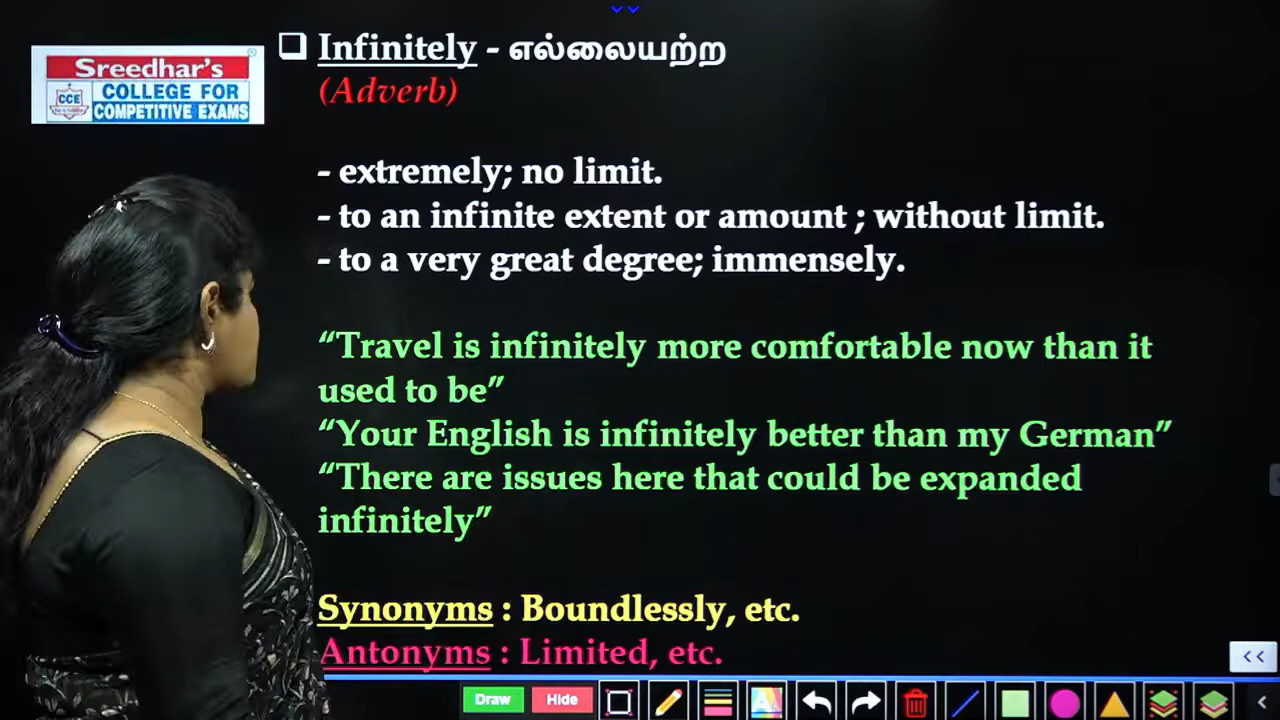 Sreedhar's
CCE
COLLEGE FOR
COMPETITIVE EXAMS
Infinitely - எல்லையற்ற
(Adverb)
- extremely; no limit.
- to an infinite extent or amount ; without limit.
- to a very great degree; immensely.
“Travel is infinitely more comfortable now than it
used to be”
“Your English is infinitely better than my German”
“There are issues here that could be expanded
infinitely”
Synonyms : Boundlessly, etc.
Antonyms : Limited, etc.
<<
Draw
Hide